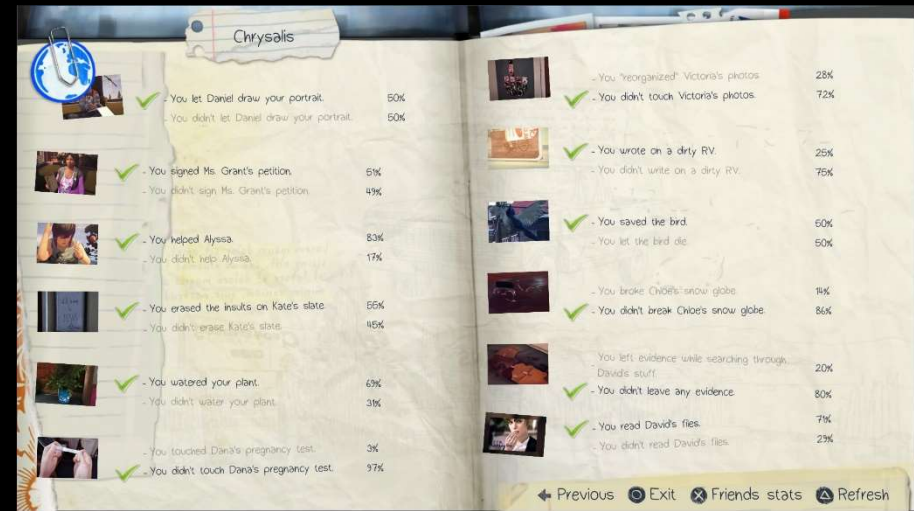 Chrysalis
- You let Daniel draw your portrait. 50%
- You didn't let Daniel draw your portrait. 50%
- You signed Ms. Grant's petition. 51%
- You didn't sign Ms. Grant's petition. 49%
- You helped Alyssa. 83%
- You didn't help Alyssa. 17%
- You erased the insults on Kate's slate. 55%
- You didn't erase Kate's slate. 45%
- You watered your plant. 69%
- You didn't water your plant. 31%
- You touched Dana's pregnancy test. 3%
- You didn't touch Dana's pregnancy test. 97%
- You "reorganized" Victoria's photos. 28%
- You didn't touch Victoria's photos. 72%
- You wrote on a dirty RV. 25%
- You didn't write on a dirty RV. 75%
- You saved the bird. 50%
- You let the bird die. 50%
- You broke Chloe's snow globe. 14%
- You didn't break Chloe's snow globe. 86%
You left evidence while searching through
David's stuff. 20%
- You didn't leave any evidence. 80%
- You read David's files. 71%
- You didn't read David's files. 29%
Previous Exit Friends stats Refresh